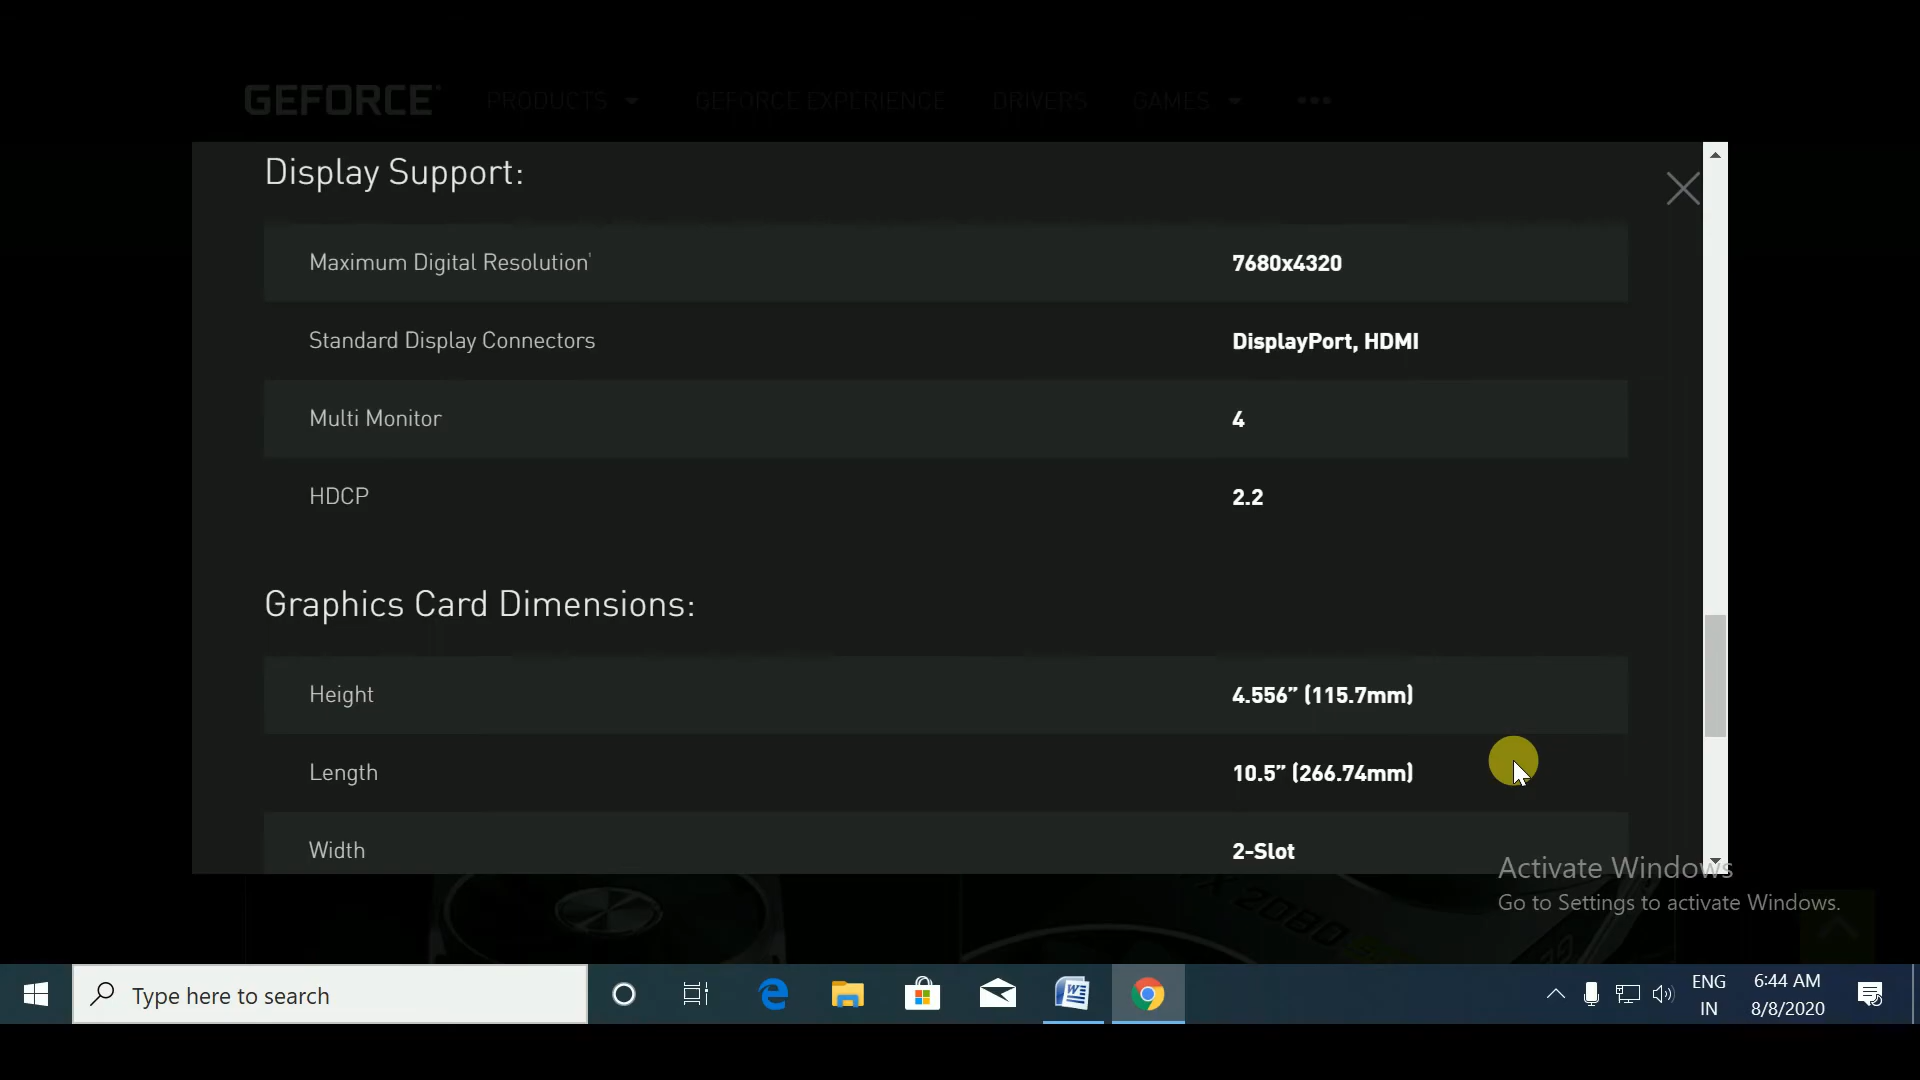 GEFORCE PRODUCTS GEFORCE EXPERIENCE DRIVERS GAMES
Display Support:
Maximum Digital Resolution¹ 7680x4320
Standard Display Connectors DisplayPort, HDMI
Multi Monitor 4
HDCP 2.2
Graphics Card Dimensions:
Height 4.556” (115.7mm)
Length 10.5” (266.74mm)
Width 2-Slot
Activate Windows
Go to Settings to activate Windows.
X 2080
Type here to search
ENG
IN
6:44 AM
8/8/2020